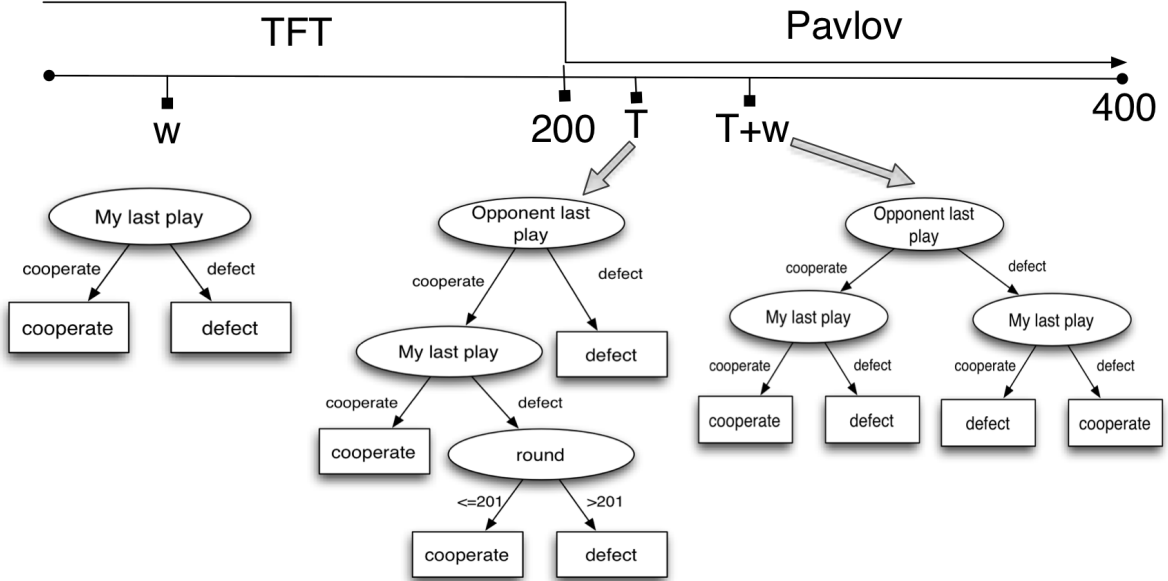 TFT
Pavlov
w
200
T
T+w
400
My last play
cooperate
defect
cooperate
defect
Opponent last
play
cooperate
defect
My last play
defect
cooperate
defect
cooperate
round
<=201
>201
cooperate
defect
Opponent last
play
cooperate
defect
My last play
My last play
cooperate
defect
cooperate
defect
cooperate
defect
defect
cooperate